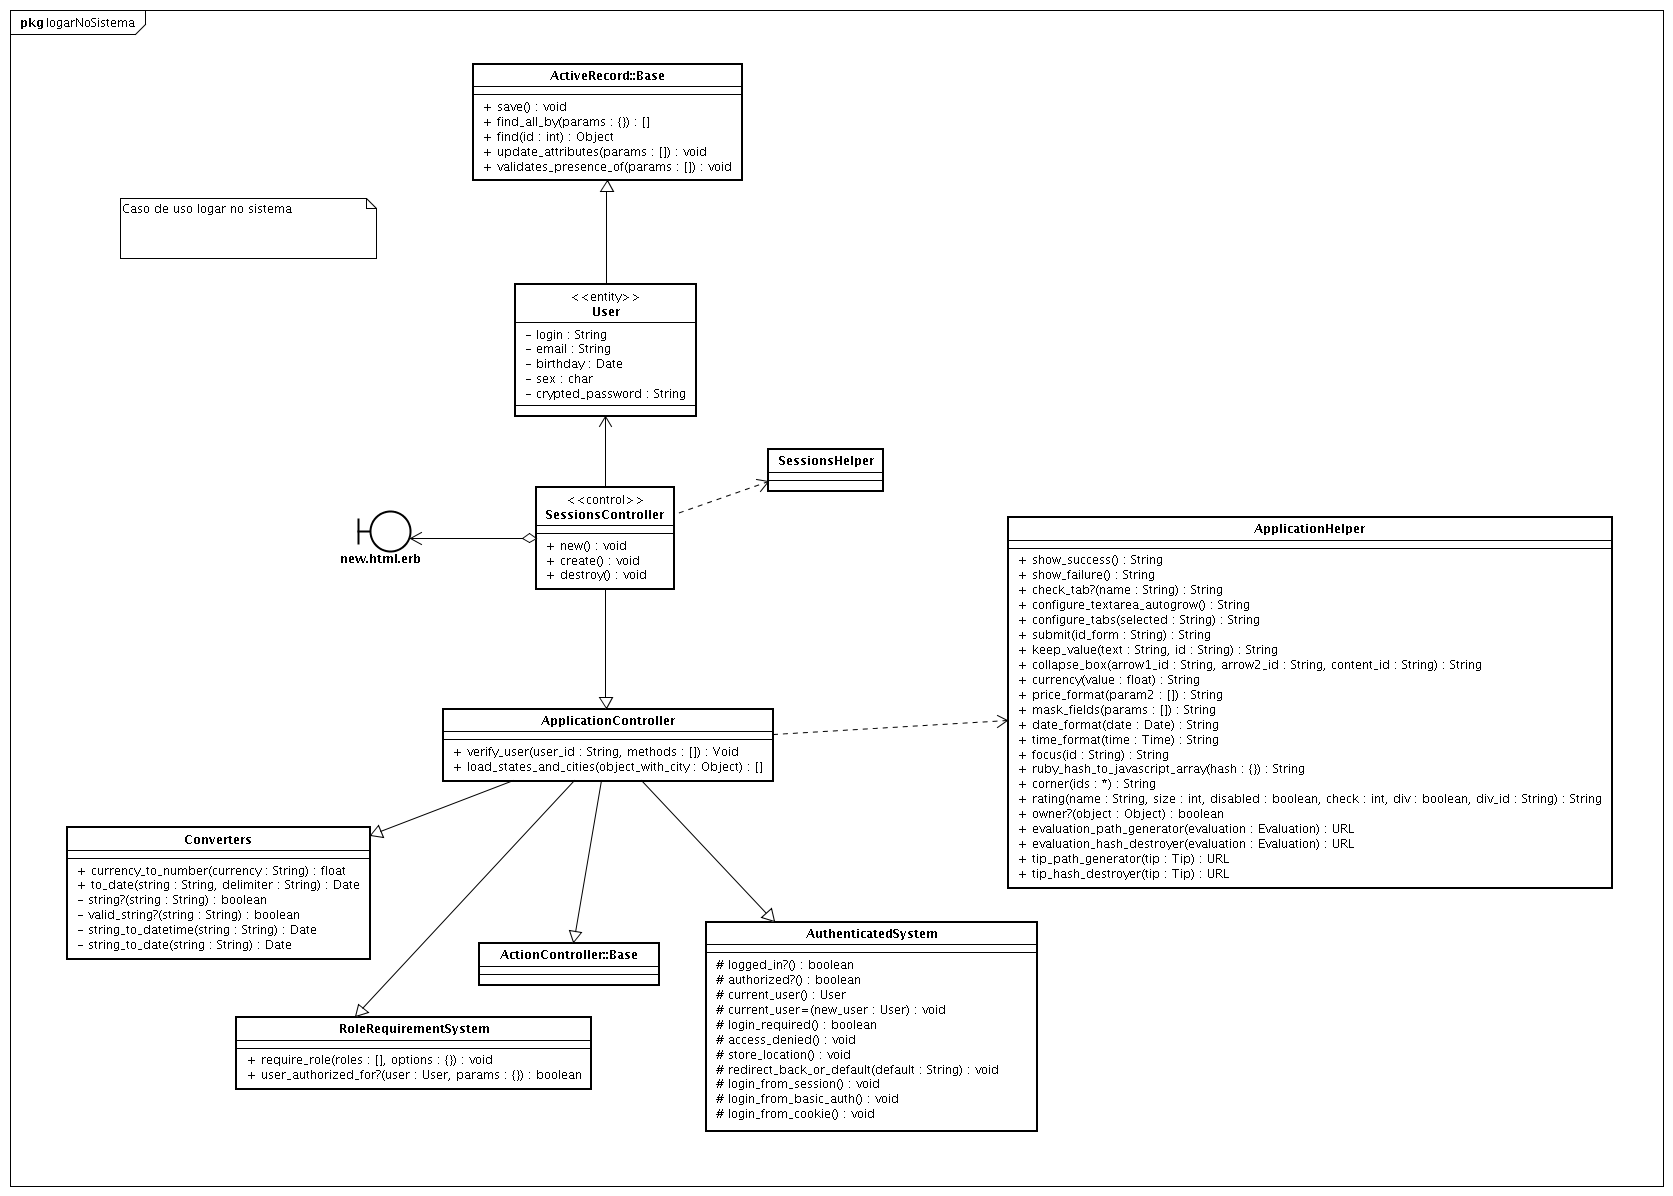 pkg logarNoSistema
ActiveRecord::Base
+ save() : void
+ find_all_by(params : {}) : []
+ find(id : int) : Object
+ update_attributes(params : []) : void
+ validates_presence_of(params : []) : void
Caso de uso logar no sistema
<<entity>>
User
- login : String
- email : String
- birthday : Date
- sex : char
- crypted_password : String
SessionsHelper
<<control>>
SessionsController
+ new() : void
+ create() : void
+ destroy() : void
new.html.erb
ApplicationHelper
+ show_success() : String
+ show_failure() : String
+ check_tab?(name : String) : String
+ configure_textarea_autogrow() : String
+ configure_tabs(selected : String) : String
+ submit(id_form : String) : String
+ keep_value(text : String, id : String) : String
+ collapse_box(arrow1_id : String, arrow2_id : String, content_id : String) : String
+ currency(value : float) : String
+ price_format(param2 : []) : String
+ mask_fields(params : []) : String
+ date_format(date : Date) : String
+ time_format(time : Time) : String
+ focus(id : String) : String
+ ruby_hash_to_javascript_array(hash : {}) : String
+ corner(ids : *) : String
+ rating(name : String, size : int, disabled : boolean, check : int, div : boolean, div_id : String) : String
+ owner?(object : Object) : boolean
+ evaluation_path_generator(evaluation : Evaluation) : URL
+ evaluation_hash_destroyer(evaluation : Evaluation) : URL
+ tip_path_generator(tip : Tip) : URL
+ tip_hash_destroyer(tip : Tip) : URL
ApplicationController
+ verify_user(user_id : String, methods : []) : Void
+ load_states_and_cities(object_with_city : Object) : []
Converters
+ currency_to_number(currency : String) : float
+ to_date(string : String, delimiter : String) : Date
- string?(string : String) : boolean
- valid_string?(string : String) : boolean
- string_to_datetime(string : String) : Date
- string_to_date(string : String) : Date
ActionController::Base
AuthenticatedSystem
# logged_in?() : boolean
# authorized?() : boolean
# current_user() : User
# current_user=(new_user : User) : void
# login_required() : boolean
# access_denied() : void
# store_location() : void
# redirect_back_or_default(default : String) : void
# login_from_session() : void
# login_from_basic_auth() : void
# login_from_cookie() : void
RoleRequirementSystem
+ require_role(roles : [], options : {}) : void
+ user_authorized_for?(user : User, params : {}) : boolean